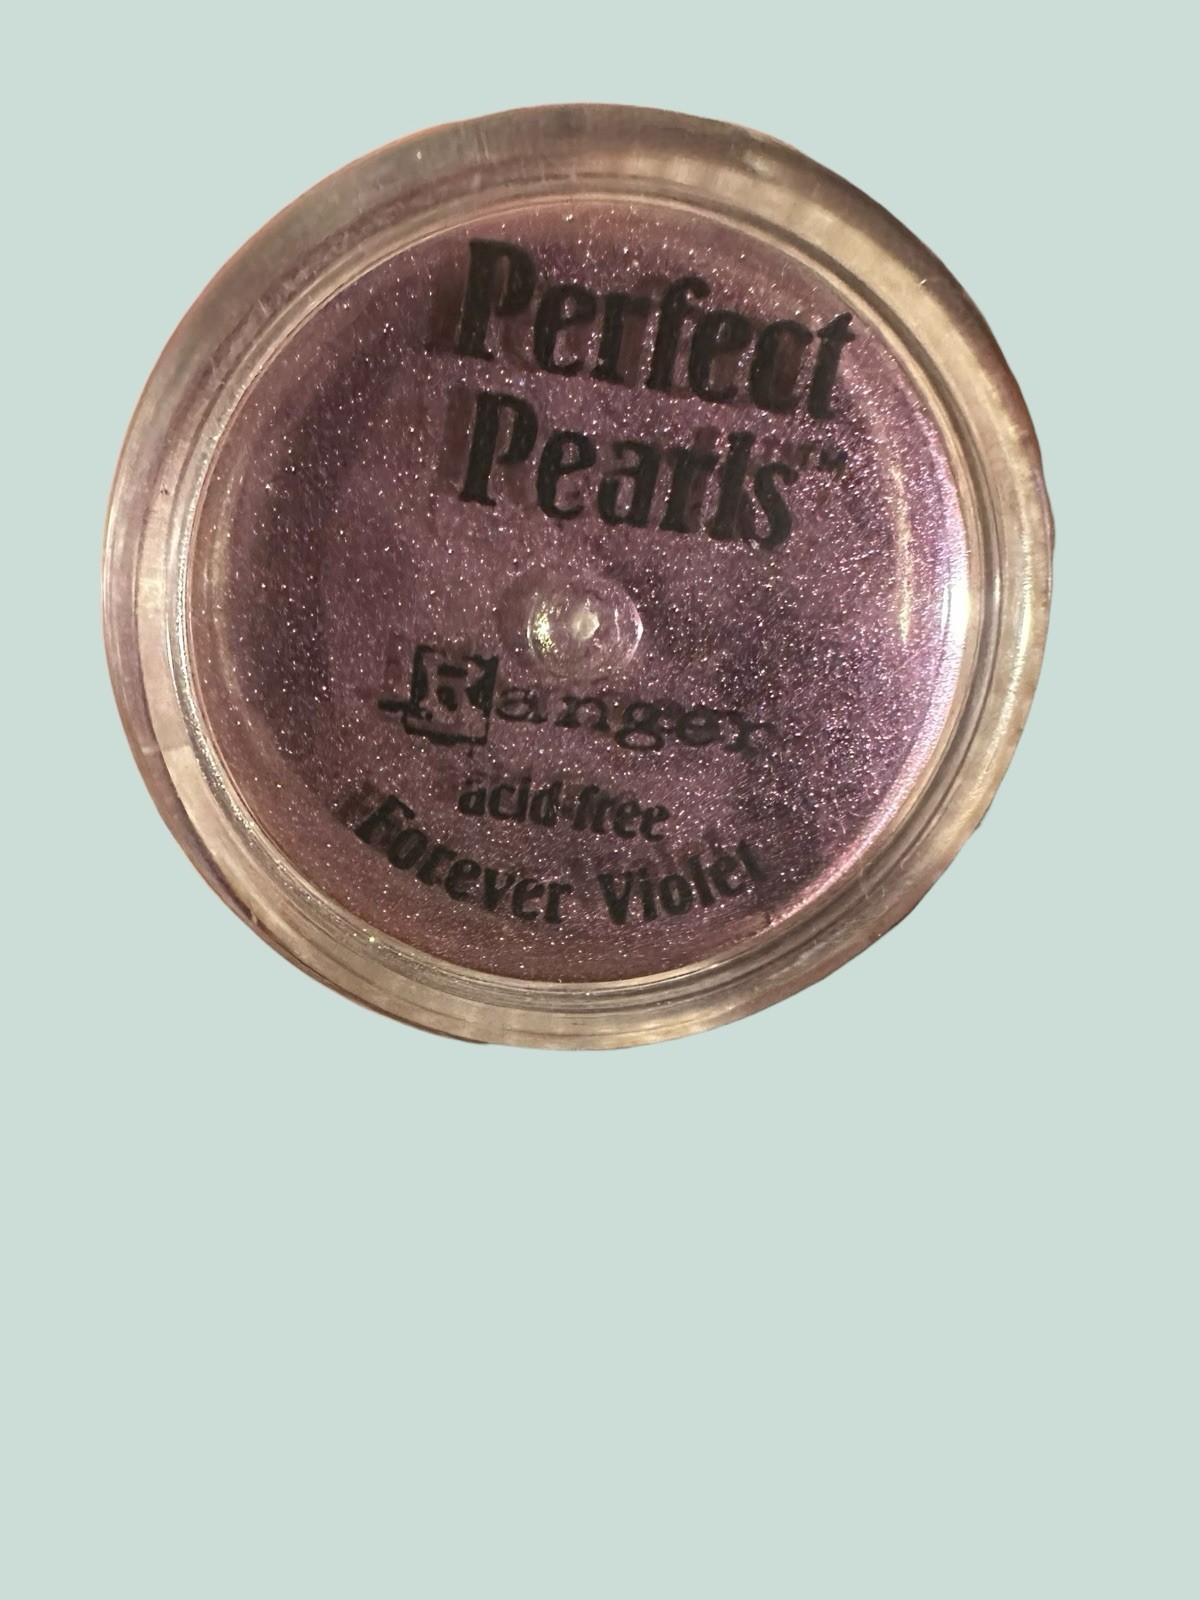 Perfect
Pearls™
Ranger
acid-free
Forever Violet